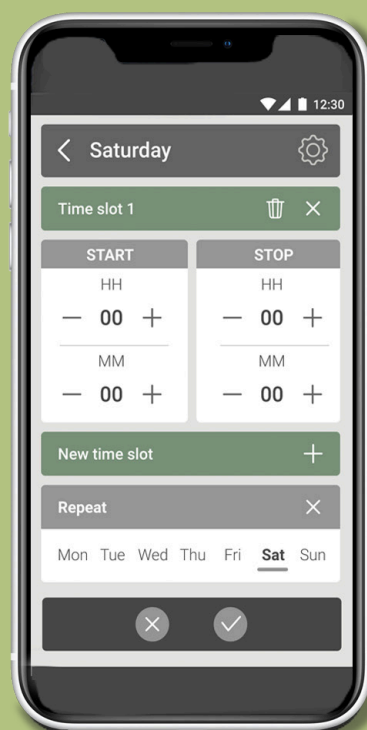 12:30
Saturday
Time slot 1
START STOP
HH HH
00 00
MM MM
00 00
New time slot
Repeat
Mon Tue Wed Thu Fri Sat Sun